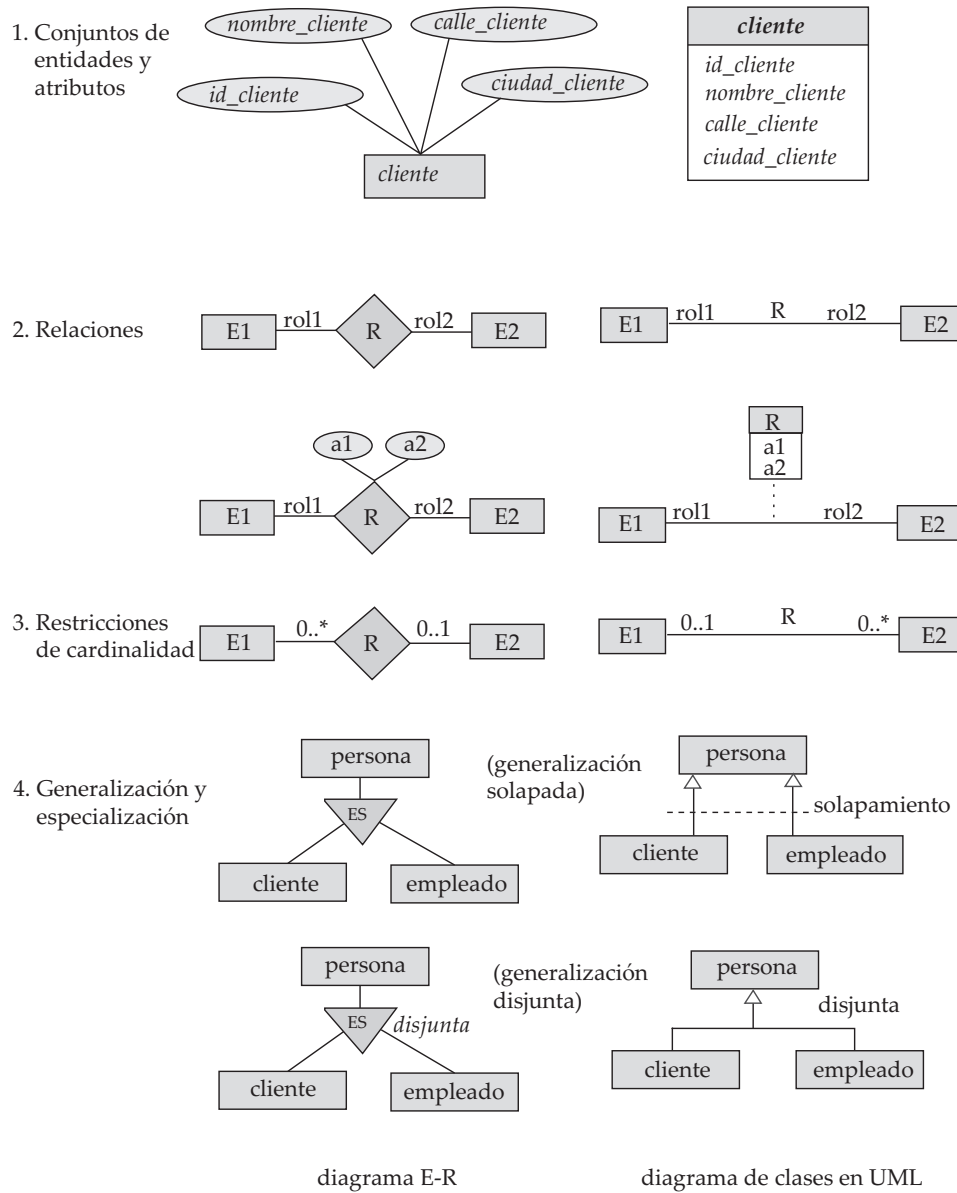 1. Conjuntos de
entidades y
atributos
nombre_cliente
calle_cliente
id_cliente
ciudad_cliente
cliente
cliente
id_cliente
nombre_cliente
calle_cliente
ciudad_cliente
2. Relaciones
E1 rol1 R rol2 E2
E1 rol1 R rol2 E2
a1 a2
E1 rol1 R rol2 E2
R
a1
a2
E1 rol1 rol2 E2
3. Restricciones
de cardinalidad
E1 0..* R 0..1 E2
E1 0..1 R 0..* E2
4. Generalización y
especialización
persona
ES
cliente empleado
(generalización
solapada)
persona
solapamiento
cliente empleado
persona
ES disjunta
cliente empleado
(generalización
disjunta)
persona
disjunta
cliente empleado
diagrama E-R
diagrama de clases en UML